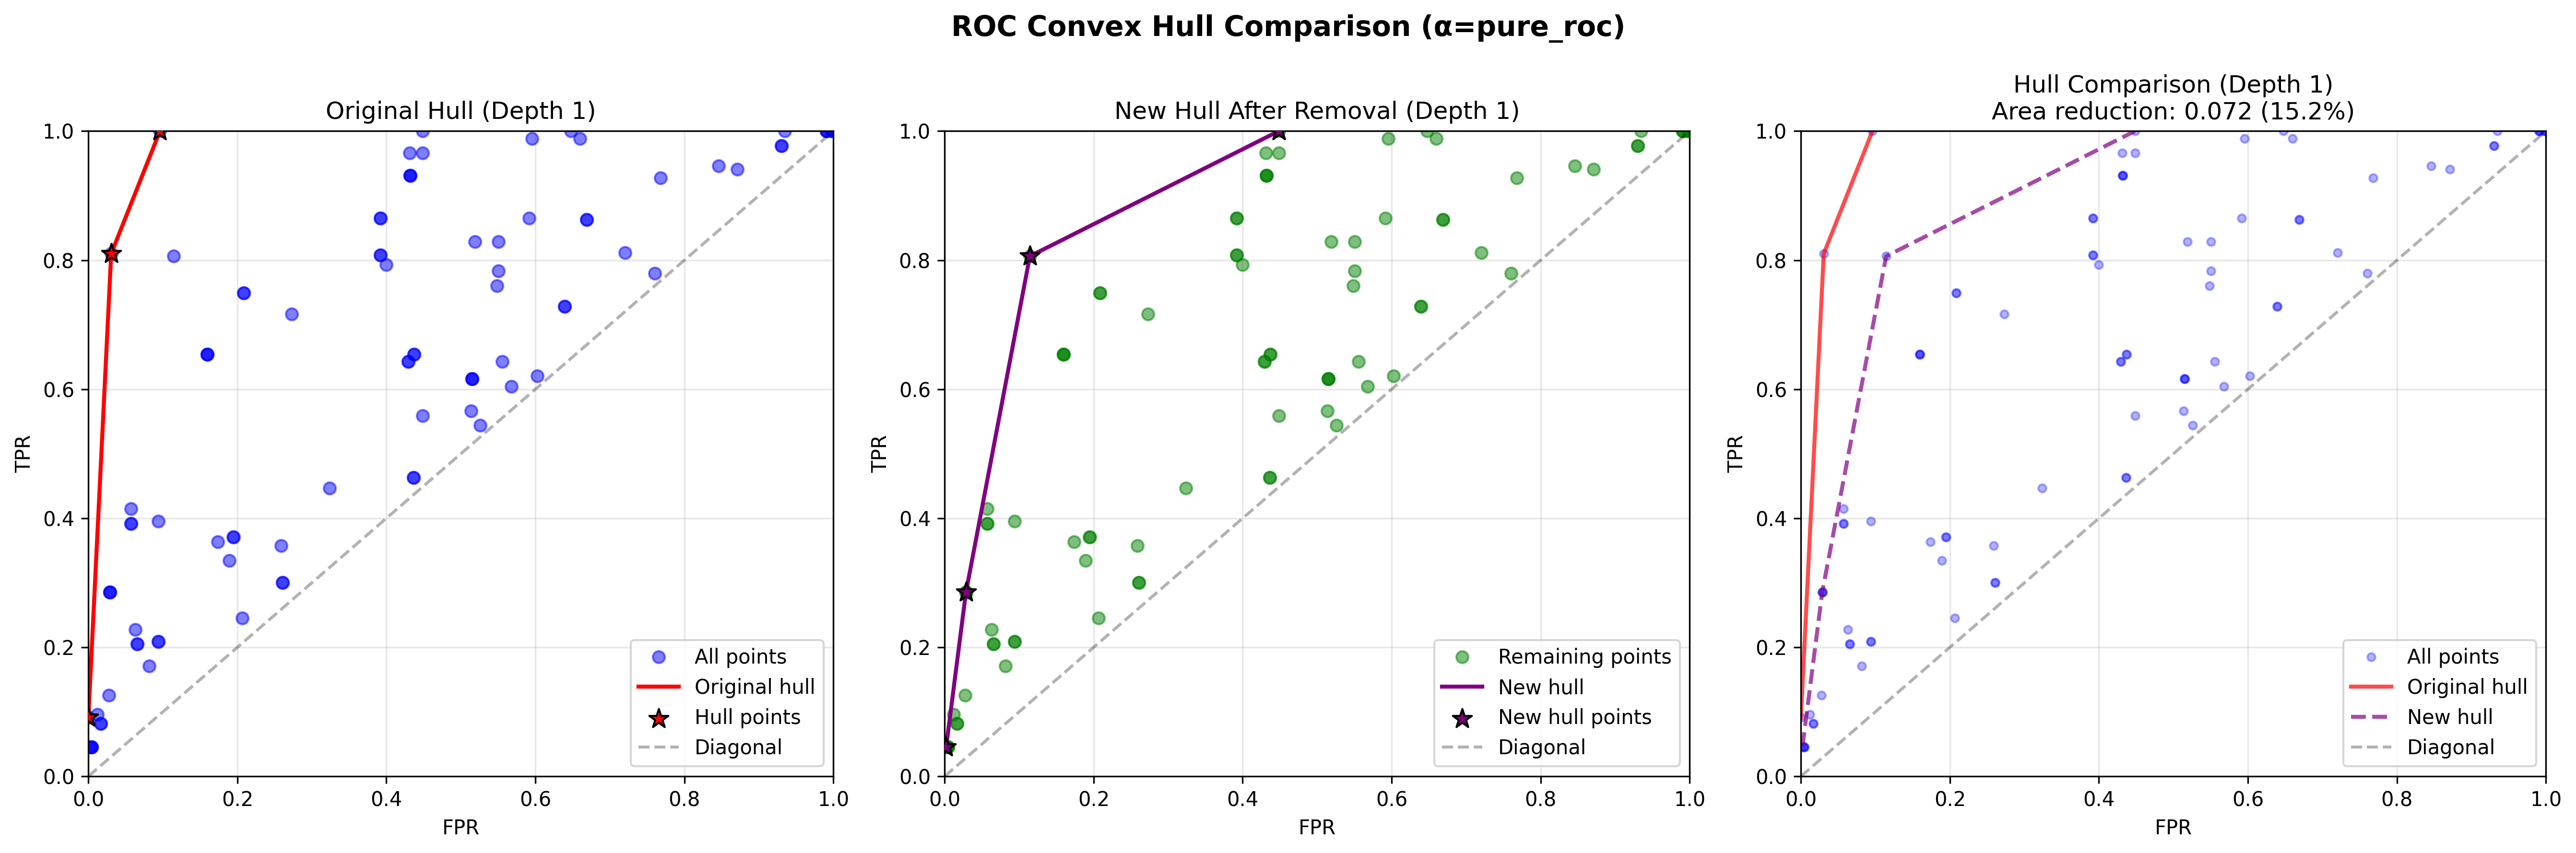 ROC Convex Hull Comparison (α=pure_roc)
Original Hull (Depth 1)
TPR
1.0
0.8
0.6
0.4
0.2
0.0
0.0 0.2 0.4 0.6 0.8 1.0
FPR
All points
Original hull
Hull points
Diagonal
New Hull After Removal (Depth 1)
TPR
1.0
0.8
0.6
0.4
0.2
0.0
0.0 0.2 0.4 0.6 0.8 1.0
FPR
Remaining points
New hull
New hull points
Diagonal
Hull Comparison (Depth 1)
Area reduction: 0.072 (15.2%)
TPR
1.0
0.8
0.6
0.4
0.2
0.0
0.0 0.2 0.4 0.6 0.8 1.0
FPR
All points
Original hull
New hull
Diagonal